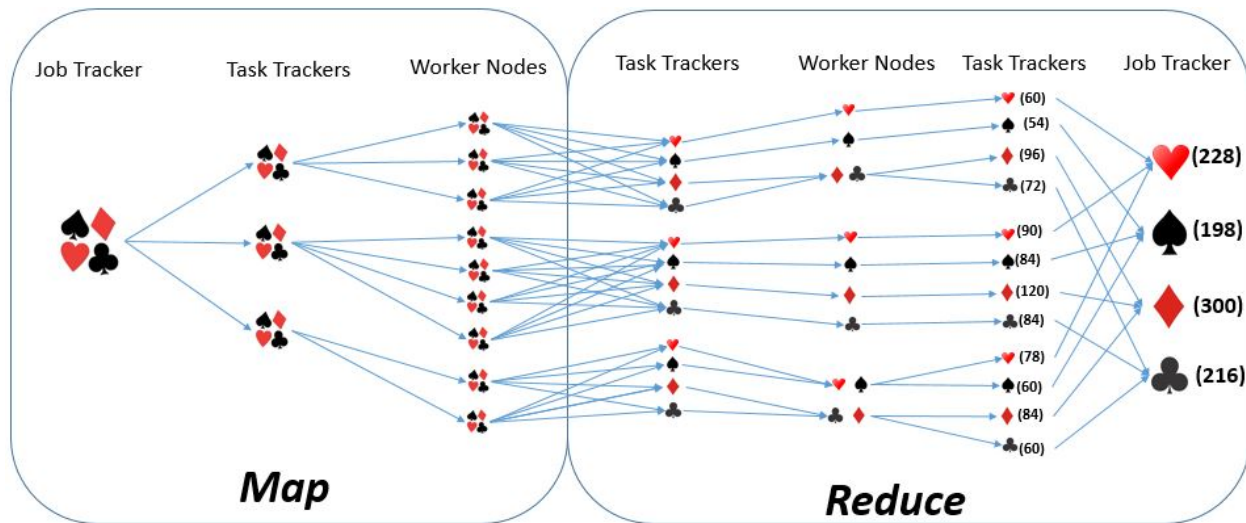 Job Tracker
Task Trackers
Worker Nodes
Task Trackers
Worker Nodes
Task Trackers
Job Tracker
(60)
(54)
(96)
(72)
(90)
(84)
(120)
(84)
(78)
(60)
(84)
(60)
(228)
(198)
(300)
(216)
Map
Reduce